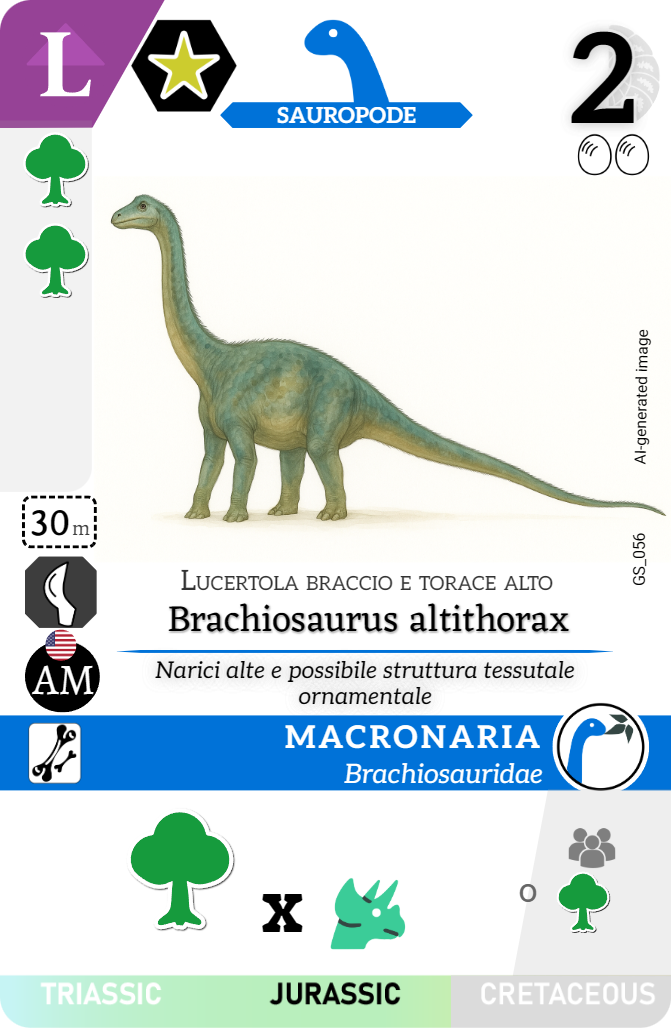 L
SAUROPODE
2
AI-generated image
GS_056
30 m
LUCERTOLA BRACCIO E TORACE ALTO
Brachiosaurus altithorax
AM
Narici alte e possibile struttura tessutale
ornamentale
MACRONARIA
Brachiosauridae
x
O
TRIASSIC JURASSIC CRETACEOUS